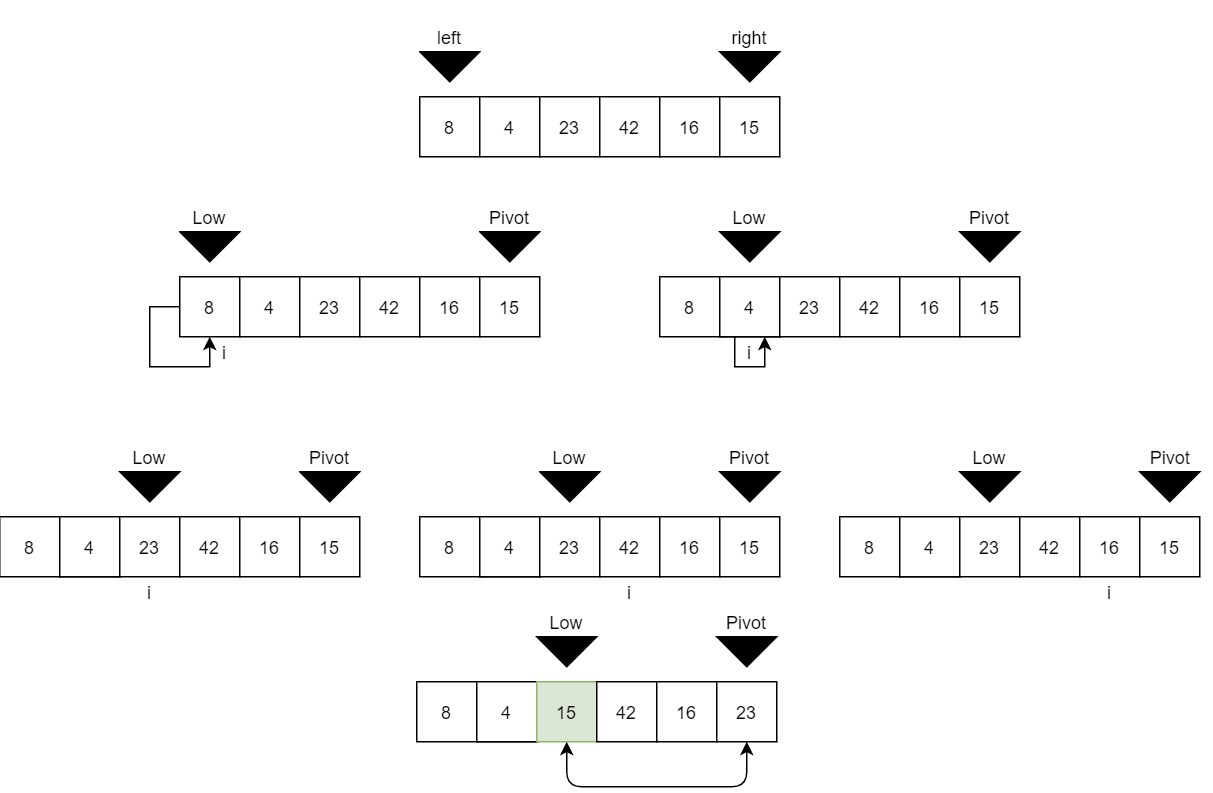 left right
8 4 23 42 16 15
Low Pivot Low Pivot
8 4 23 42 16 15 8 4 23 42 16 15
i i
Low Pivot Low Pivot Low Pivot
8 4 23 42 16 15 8 4 23 42 16 15 8 4 23 42 16 15
i i i
Low Pivot
8 4 15 42 16 23